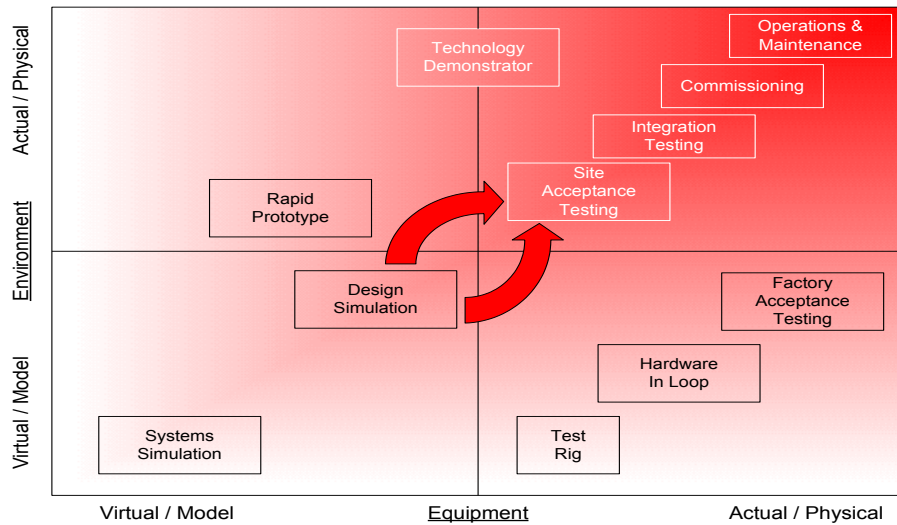 Operations &
Maintenance
Technology
Demonstrator
Commissioning
Integration
Testing
Site
Acceptance
Testing
Rapid
Prototype
Design
Simulation
Factory
Acceptance
Testing
Hardware
In Loop
Systems
Simulation
Test
Rig
Actual / Physical
Environment
Virtual / Model
Virtual / Model
Equipment
Actual / Physical